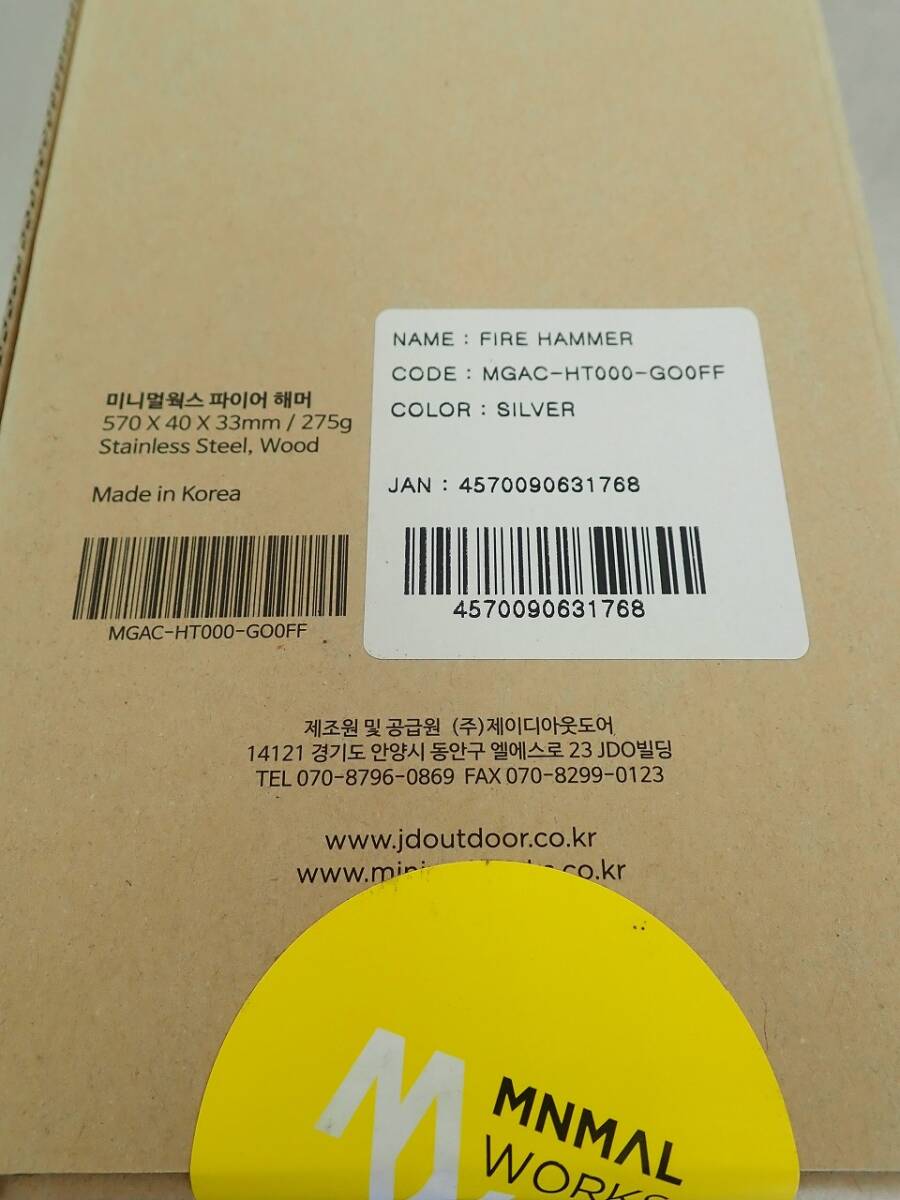 미니멀웍스 파이어 해머
570 X 40 X 33mm / 275g
Stainless Steel, Wood
Made in Korea
MGAC-HT000-GO0FF
NAME : FIRE HAMMER
CODE : MGAC-HT000-GO0FF
COLOR : SILVER
JAN : 4570090631768
4570090631768
제조원 및 공급원 (주)제이디아웃도어
14121 경기도 안양시 동안구 엘에스로 23 JDO빌딩
TEL 070-8796-0869 FAX 070-8299-0123
www.jdoutdoor.co.kr
MNMAL
WORKS